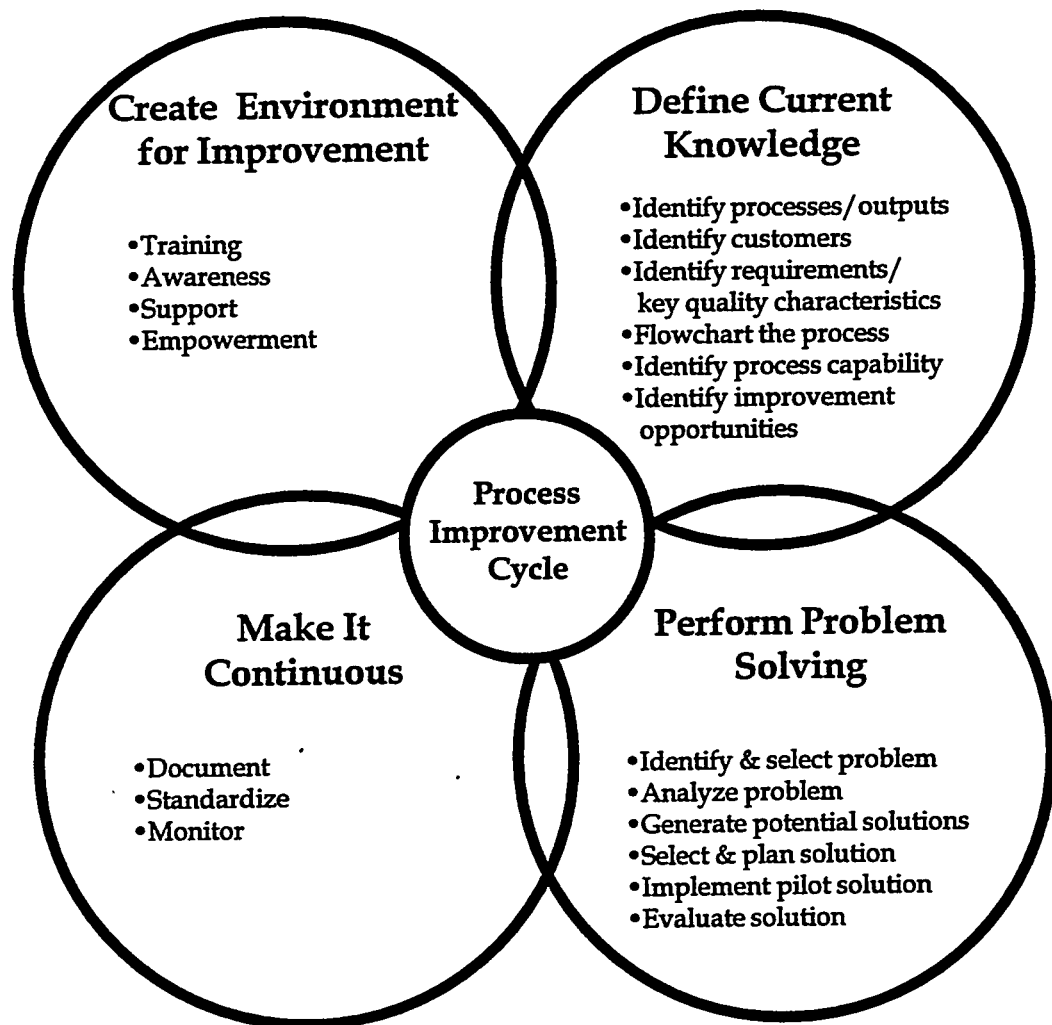 Create Environment
for Improvement
•Training
•Awareness
•Support
•Empowerment
Define Current
Knowledge
•Identify processes/outputs
•Identify customers
•Identify requirements/
key quality characteristics
•Flowchart the process
•Identify process capability
•Identify improvement
opportunities
Process
Improvement
Cycle
Make It
Continuous
•Document
•Standardize
•Monitor
Perform Problem
Solving
•Identify & select problem
•Analyze problem
•Generate potential solutions
•Select & plan solution
•Implement pilot solution
•Evaluate solution